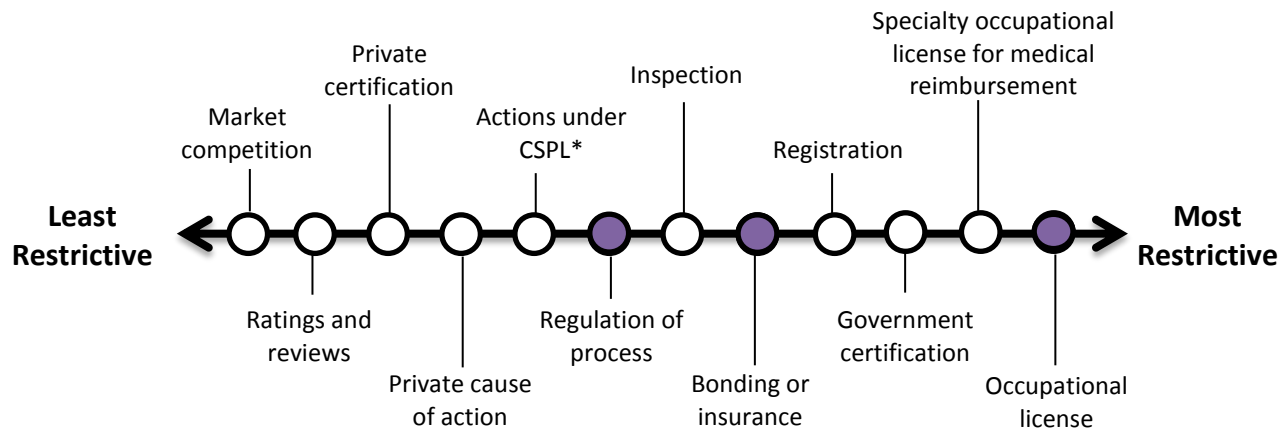 Specialty occupational
license for medical
reimbursement
Private
certification
Inspection
Market
competition
Actions under
CSPL*
Registration
Least
Restrictive
Most
Restrictive
Ratings and
reviews
Regulation of
process
Government
certification
Private cause
of action
Bonding or
insurance
Occupational
license